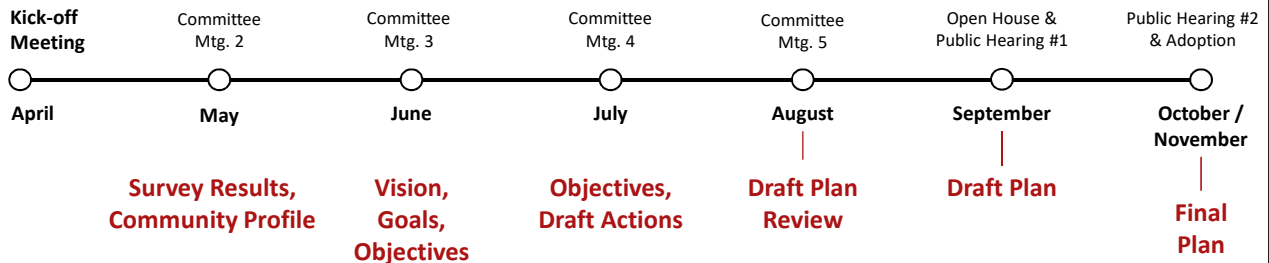 Kick-off
Meeting
Committee
Mtg. 2
Committee
Mtg. 3
Committee
Mtg. 4
Committee
Mtg. 5
Open House &
Public Hearing #1
Public Hearing #2
& Adoption
April
May
June
July
August
September
October /
November
Survey Results,
Community Profile
Vision,
Goals,
Objectives
Objectives,
Draft Actions
Draft Plan
Review
Draft Plan
Final
Plan